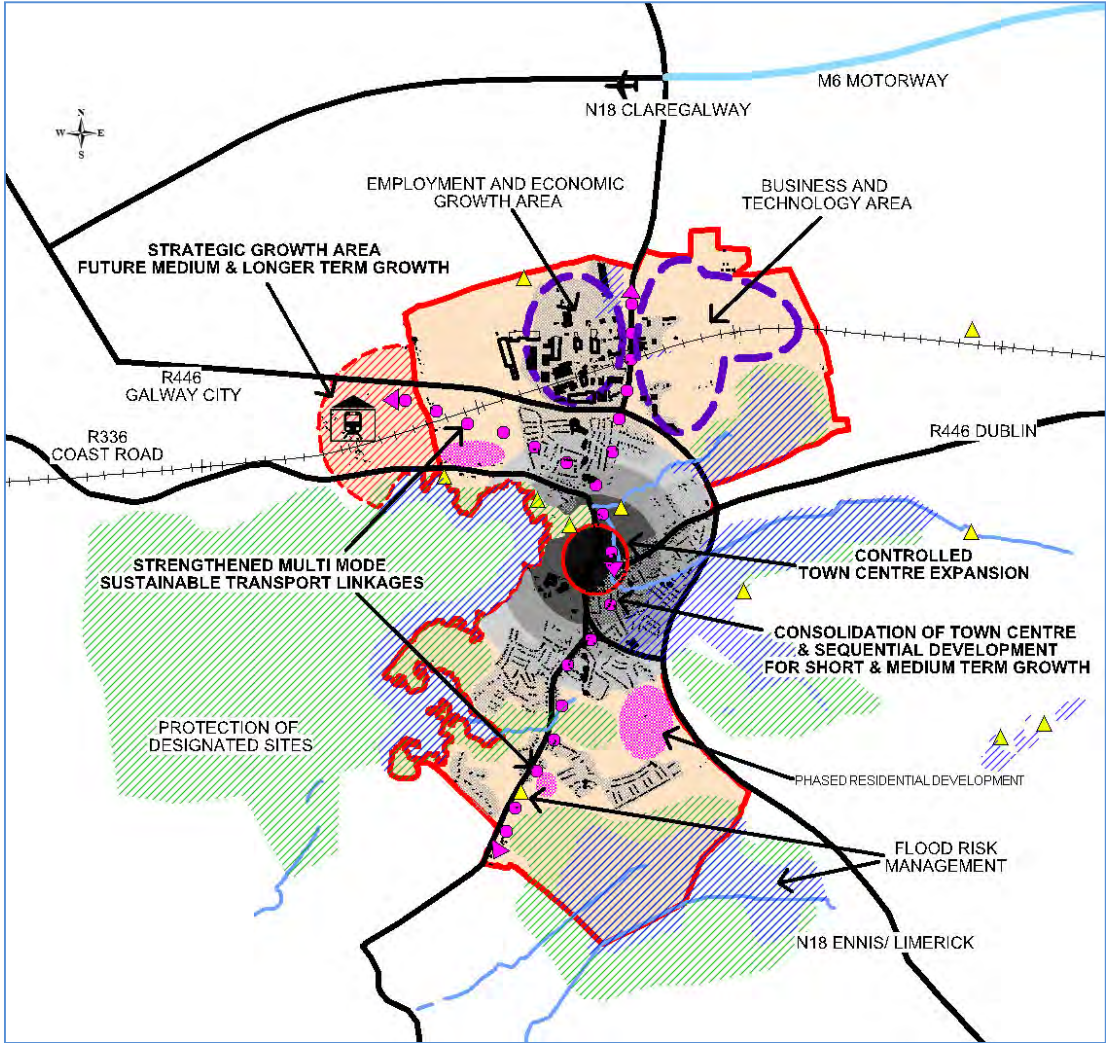 M6 MOTORWAY
N18 CLAREGALWAY
N
W E
S
EMPLOYMENT AND ECONOMIC
GROWTH AREA
BUSINESS AND
TECHNOLOGY AREA
STRATEGIC GROWTH AREA
FUTURE MEDIUM & LONGER TERM GROWTH
R446
GALWAY CITY
R336
COAST ROAD
R446 DUBLIN
STRENGTHENED MULTI MODE
SUSTAINABLE TRANSPORT LINKAGES
CONTROLLED
TOWN CENTRE EXPANSION
CONSOLIDATION OF TOWN CENTRE
& SEQUENTIAL DEVELOPMENT
FOR SHORT & MEDIUM TERM GROWTH
PROTECTION OF
DESIGNATED SITES
PHASED RESIDENTIAL DEVELOPMENT
FLOOD RISK
MANAGEMENT
N18 ENNIS/ LIMERICK